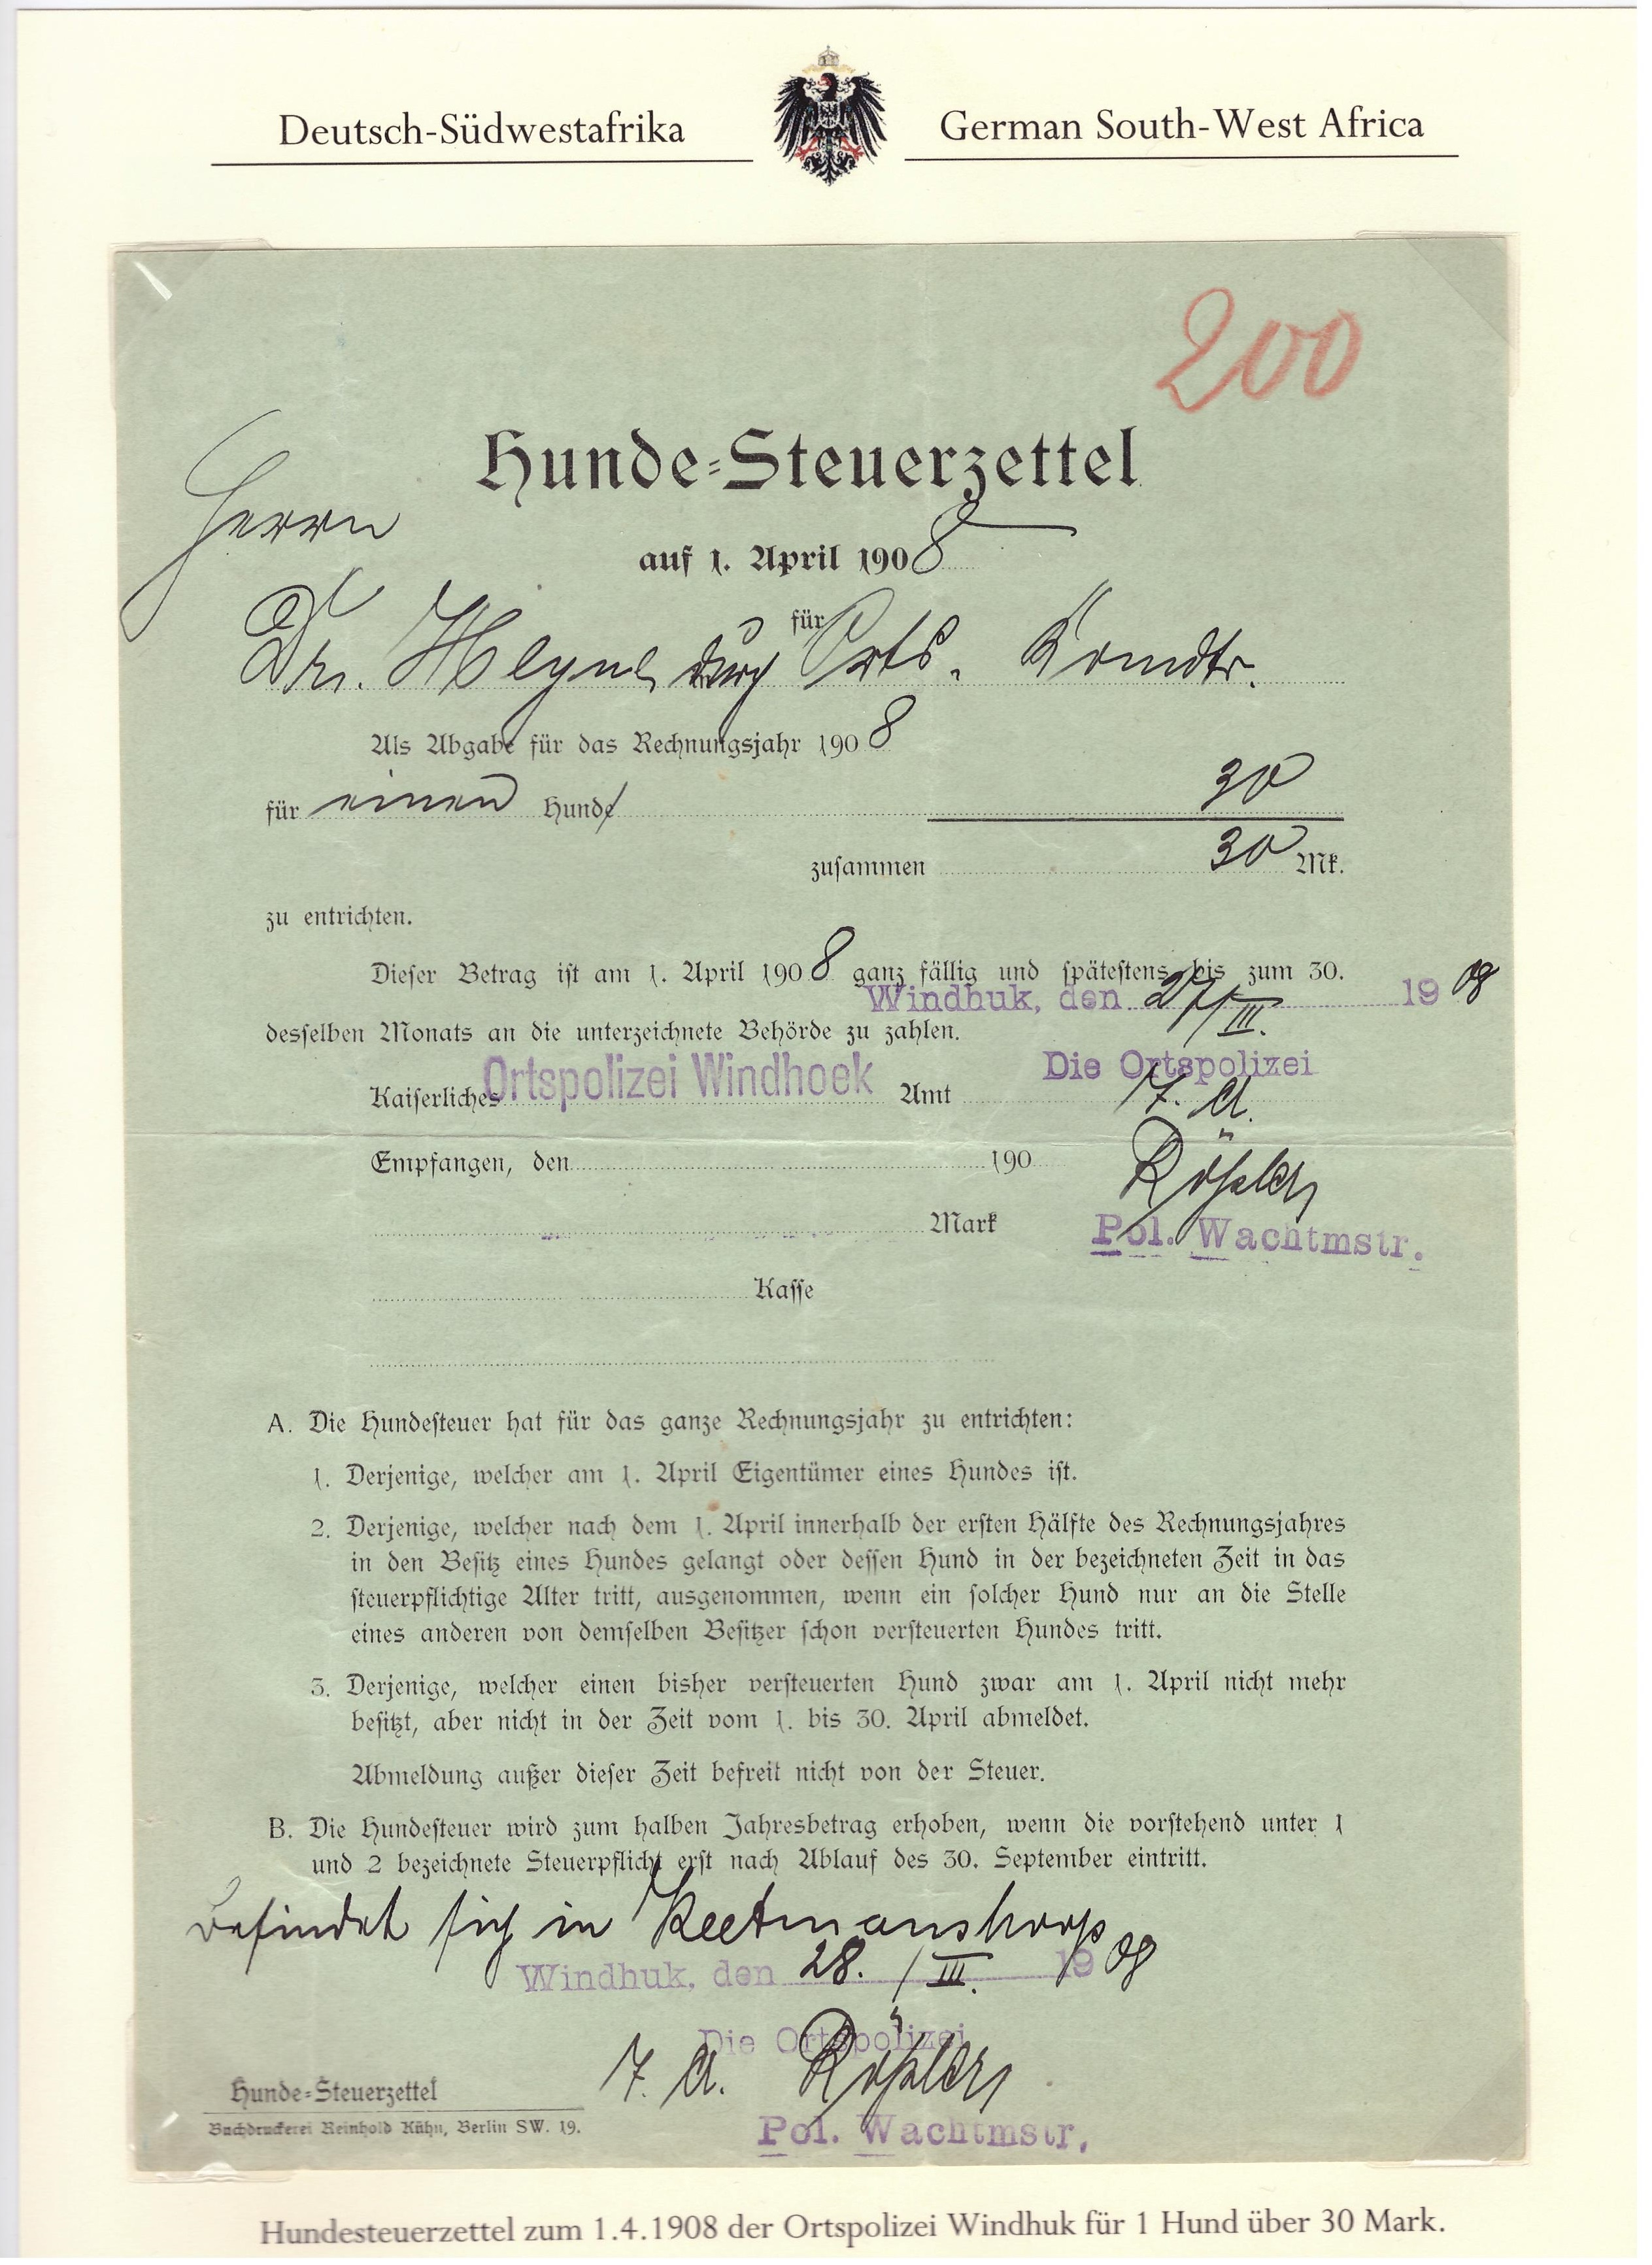 Deutsch-Südwestafrika
German South-West Africa
200
Hunde-Steuerzettel
Herrn
auf 1. April 1908
für
Dr. Heyne, durch Orts. Komdtr.
Als Abgabe für das Rechnungsjahr 1908
für einen Hunde 30
zusammen 30 Mk.
zu entrichten.
Dieser Betrag ist am 1. April 1908 ganz fällig und spätestens bis zum 30.
Windhuk, den 27/III. 1908
desselben Monats an die unterzeichnete Behörde zu zahlen.
Die Ortspolizei
Kaiserliches Ortspolizei Windhoek Amt
I. A.
Empfangen, den 190
Mark
Pol. Wachtmstr.
Kasse
A. Die Hundesteuer hat für das ganze Rechnungsjahr zu entrichten:
1. Derjenige, welcher am 1. April Eigentümer eines Hundes ist.
2. Derjenige, welcher nach dem 1. April innerhalb der ersten Hälfte des Rechnungsjahres
in den Besitz eines Hundes gelangt oder dessen Hund in der bezeichneten Zeit in das
steuerpflichtige Alter tritt, ausgenommen, wenn ein solcher Hund nur an die Stelle
eines anderen von demselben Besitzer schon versteuerten Hundes tritt.
3. Derjenige, welcher einen bisher versteuerten Hund zwar am 1. April nicht mehr
besitzt, aber nicht in der Zeit vom 1. bis 30. April abmeldet.
Abmeldung außer dieser Zeit befreit nicht von der Steuer.
B. Die Hundesteuer wird zum halben Jahresbetrag erhoben, wenn die vorstehend unter 1
und 2 bezeichnete Steuerpflicht erst nach Ablauf des 30. September eintritt.
befindet sich in Keetmanshoop
Windhuk, den 28./III. 1908
Die Ortspolizei
I. A.
Pol. Wachtmstr.
Hunde-Steuerzettel
Buchdruckerei Reinhold Kühn, Berlin SW. 19.
Hundesteuerzettel zum 1.4.1908 der Ortspolizei Windhuk für 1 Hund über 30 Mark.